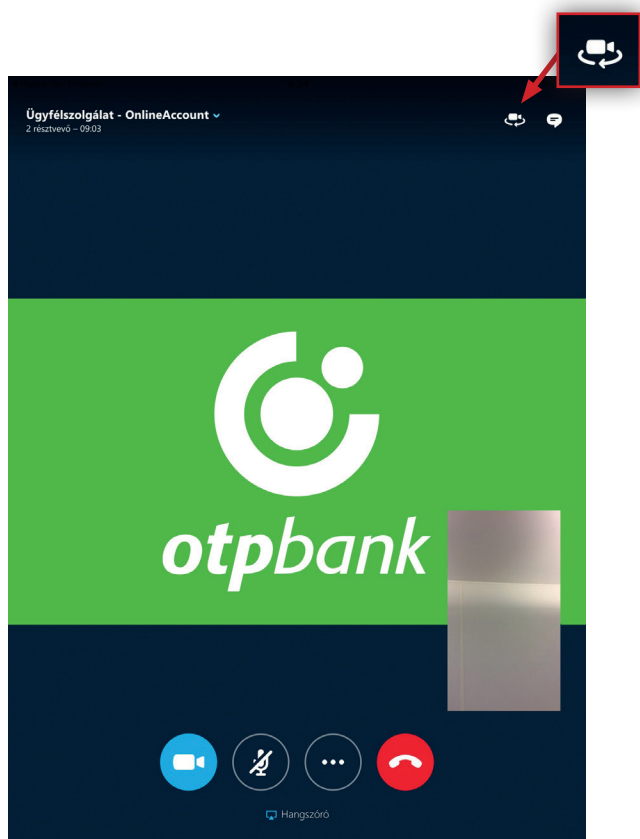 Ügyfélszolgálat - OnlineAccount
2 résztvevő – 09:03
otpbank
Hangszóró